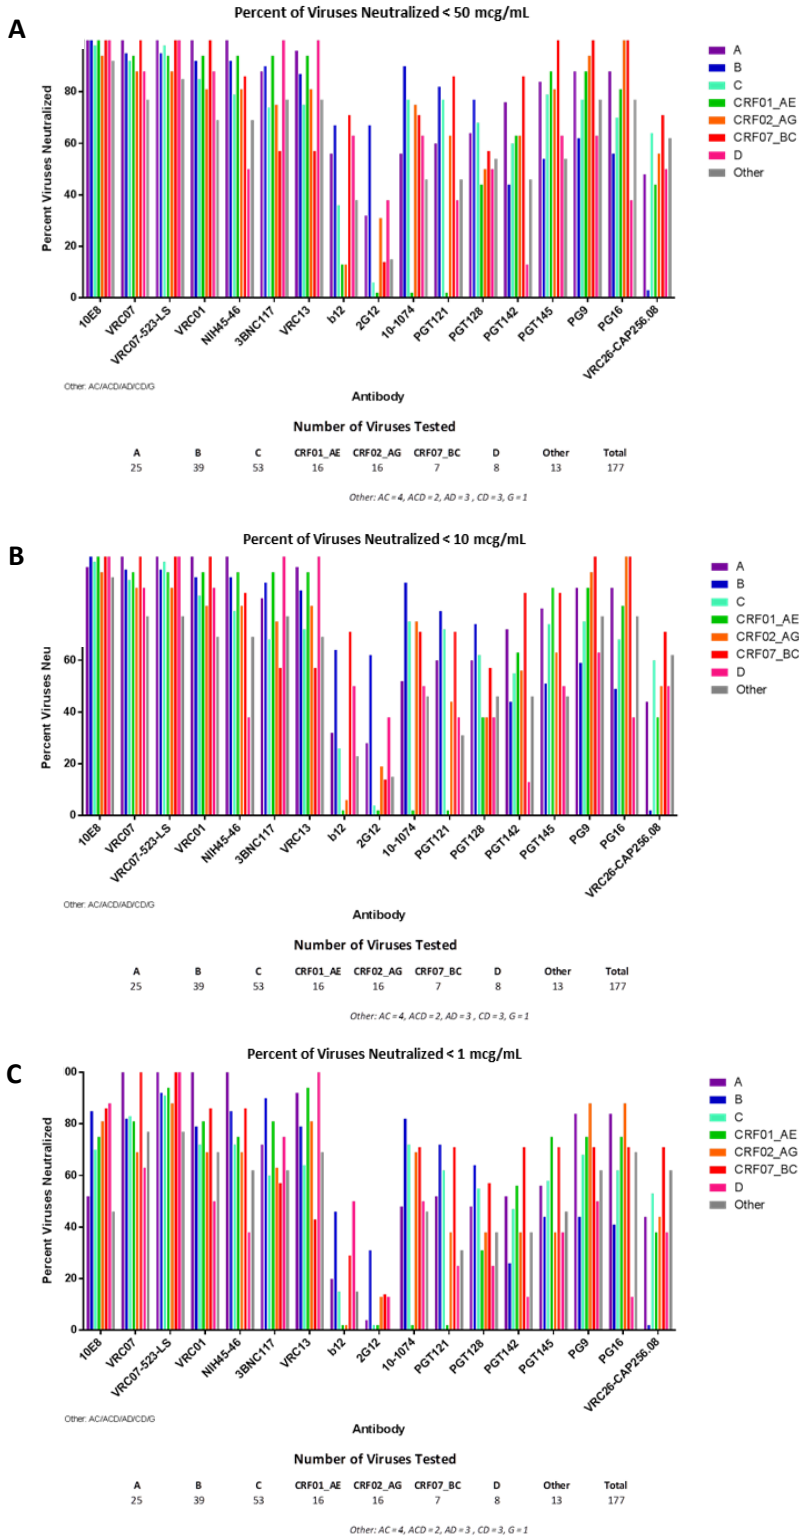 A
Percent of Viruses Neutralized < 50 mcg/mL
Percent Viruses Neutralized
80
60
40
20
0
A
B
C
CRF01_AE
CRF02_AG
CRF07_BC
D
Other
10E8 VRC07 VRC07-523-LS VRC01 NIH45-46 3BNC117 VRC13 b12 2G12 10-1074 PGT121 PGT128 PGT142 PGT145 PG9 PG16 VRC26-CAP256.08
Other: AC/ACD/AD/CD/G
Antibody
Number of Viruses Tested
A B C CRF01_AE CRF02_AG CRF07_BC D Other Total
25 39 53 16 16 7 8 13 177
Other: AC = 4, ACD = 2, AD = 3 , CD = 3, G = 1
B
Percent of Viruses Neutralized < 10 mcg/mL
Percent Viruses Neu
60
40
20
0
A
B
C
CRF01_AE
CRF02_AG
CRF07_BC
D
Other
10E8 VRC07 VRC07-523-LS VRC01 NIH45-46 3BNC117 VRC13 b12 2G12 10-1074 PGT121 PGT128 PGT142 PGT145 PG9 PG16 VRC26-CAP256.08
Other: AC/ACD/AD/CD/G
Antibody
Number of Viruses Tested
A B C CRF01_AE CRF02_AG CRF07_BC D Other Total
25 39 53 16 16 7 8 13 177
Other: AC = 4, ACD = 2, AD = 3 , CD = 3, G = 1
C
Percent of Viruses Neutralized < 1 mcg/mL
Percent Viruses Neutralized
00
80
60
40
20
0
A
B
C
CRF01_AE
CRF02_AG
CRF07_BC
D
Other
10E8 VRC07 VRC07-523-LS VRC01 NIH45-46 3BNC117 VRC13 b12 2G12 10-1074 PGT121 PGT128 PGT142 PGT145 PG9 PG16 VRC26-CAP256.08
Other: AC/ACD/AD/CD/G
Antibody
Number of Viruses Tested
A B C CRF01_AE CRF02_AG CRF07_BC D Other Total
25 39 53 16 16 7 8 13 177
Other: AC = 4, ACD = 2, AD = 3 , CD = 3, G = 1